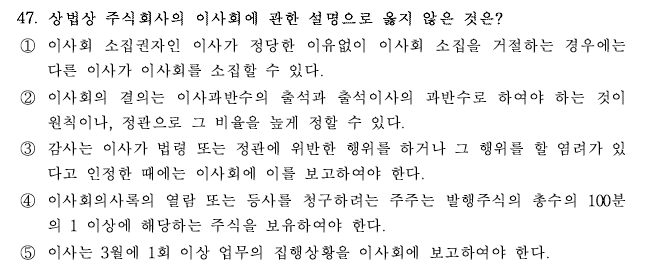 47. 상법상 주식회사의 이사회에 관한 설명으로 옳지 않은 것은?
① 이사회 소집권자인 이사가 정당한 이유없이 이사회 소집을 거절하는 경우에는
다른 이사가 이사회를 소집할 수 있다.
② 이사회의 결의는 이사과반수의 출석과 출석이사의 과반수로 하여야 하는 것이
원칙이나, 정관으로 그 비율을 높게 정할 수 있다.
③ 감사는 이사가 법령 또는 정관에 위반한 행위를 하거나 그 행위를 할 염려가 있
다고 인정한 때에는 이사회에 이를 보고하여야 한다.
④ 이사회의사록의 열람 또는 등사를 청구하려는 주주는 발행주식의 총수의 100분
의 1 이상에 해당하는 주식을 보유하여야 한다.
⑤ 이사는 3월에 1회 이상 업무의 집행상황을 이사회에 보고하여야 한다.